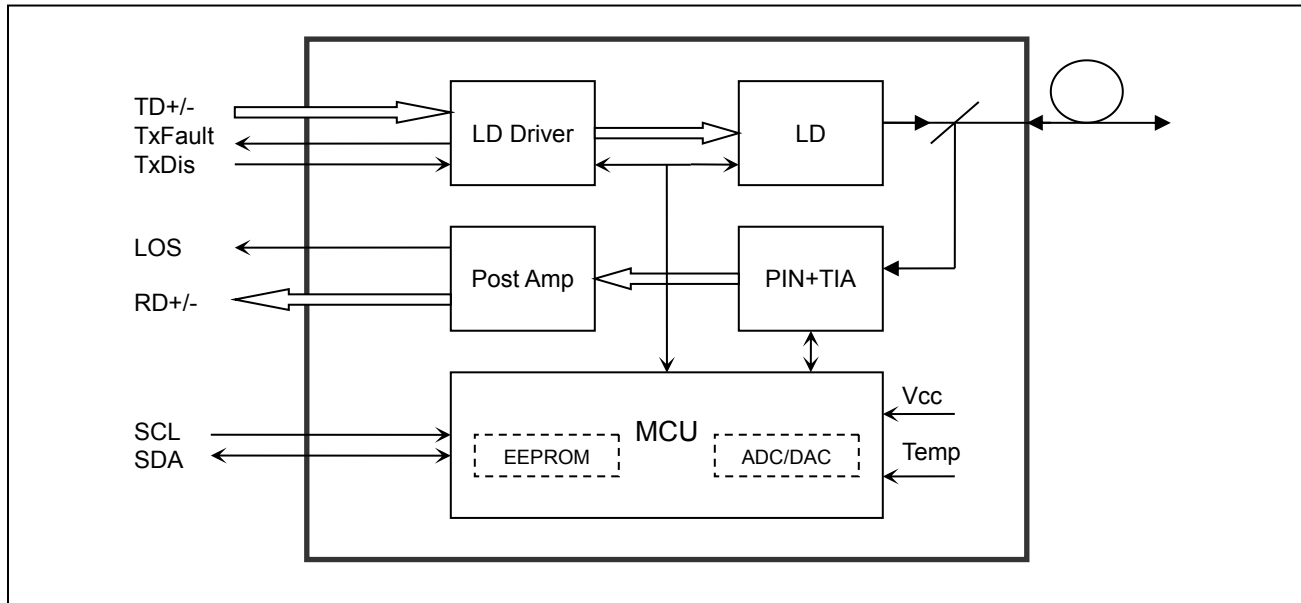 TD+/-
TxFault
TxDis
LD Driver
LD
LOS
RD+/-
Post Amp
PIN+TIA
SCL
SDA
MCU
EEPROM
ADC/DAC
Vcc
Temp